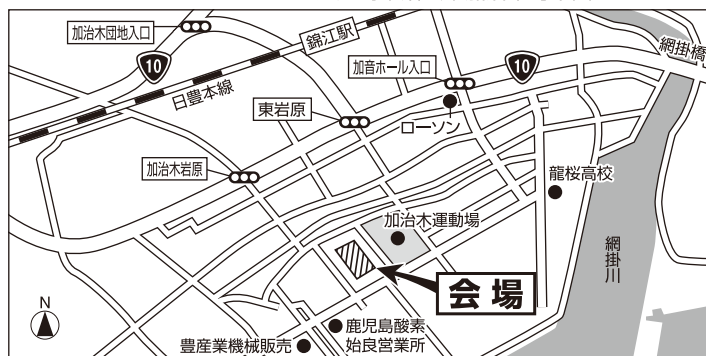 加治木団地入口
10
錦江駅
日豊本線
加音ホール入口
10
網掛橋
東岩原
ローソン
加治木岩原
龍桜高校
加治木運動場
網掛川
会場
N
鹿児島酸素
姶良営業所
豊産業機械販売